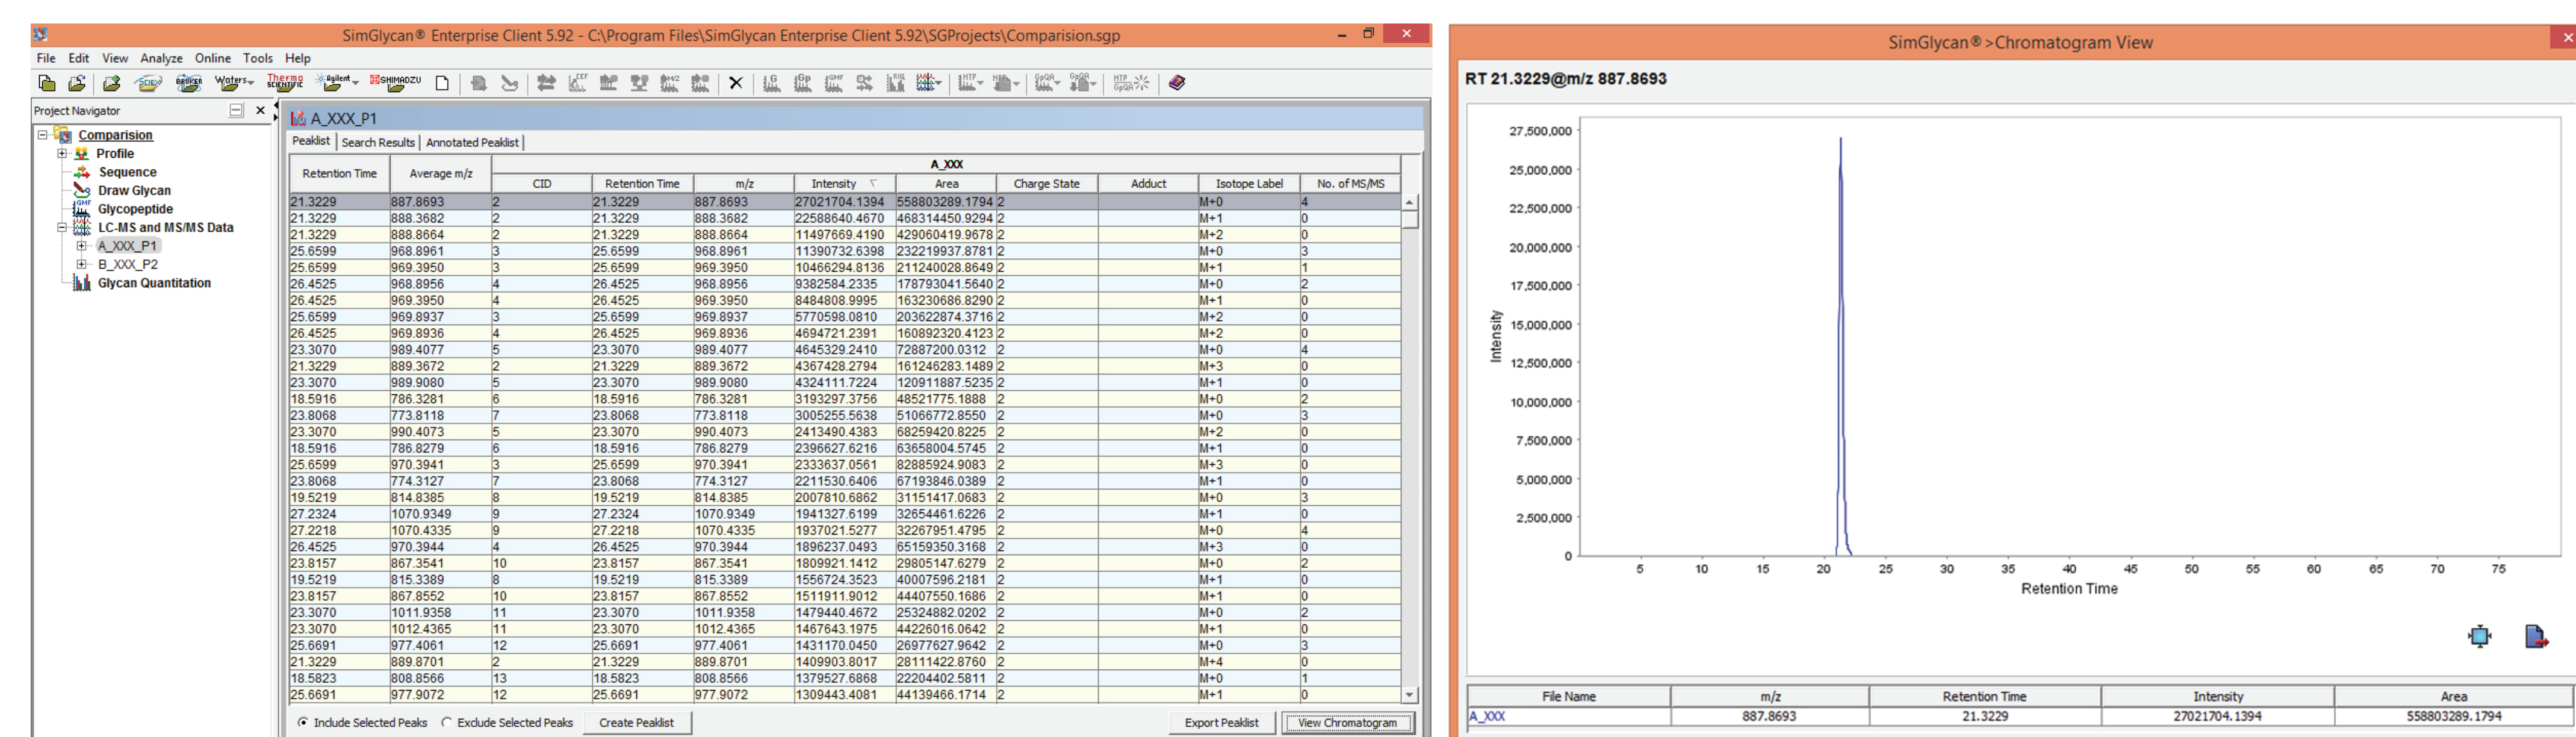 SimGlycan® Enterprise Client 5.92 - C:\Program Files\SimGlycan Enterprise Client 5.92\SGProjects\Comparision.sgp
File Edit View Analyze Online Tools Help
SCIEX BRUKER Waters Thermo SCIENTIFIC Agilent SHIMADZU
Project Navigator
Comparision
Profile
Sequence
Draw Glycan
Glycopeptide
LC-MS and MS/MS Data
A_XXX_P1
B_XXX_P2
Glycan Quantitation
A_XXX_P1
Peaklist Search Results Annotated Peaklist
Retention Time Average m/z A_XXX
CID Retention Time m/z Intensity Area Charge State Adduct Isotope Label No. of MS/MS
21.3229 887.8693 2 21.3229 887.8693 27021704.1394 558803289.1794 2 M+0 4
21.3229 888.3682 2 21.3229 888.3682 22588640.4670 468314450.9294 2 M+1 0
21.3229 888.8664 2 21.3229 888.8664 11497669.4190 429060419.9678 2 M+2 0
25.6599 968.8961 3 25.6599 968.8961 11390732.6398 232219937.8781 2 M+0 3
25.6599 969.3950 3 25.6599 969.3950 10466294.8136 211240028.8649 2 M+1 1
26.4525 968.8956 4 26.4525 968.8956 9382584.2335 178793041.5640 2 M+0 2
26.4525 969.3950 4 26.4525 969.3950 8484808.9995 163230686.8290 2 M+1 0
25.6599 969.8937 3 25.6599 969.8937 5770598.0810 203622874.3716 2 M+2 0
26.4525 969.8936 4 26.4525 969.8936 4694721.2391 160892320.4123 2 M+2 0
23.3070 989.4077 5 23.3070 989.4077 4645329.2410 72887200.0312 2 M+0 4
21.3229 889.3672 2 21.3229 889.3672 4367428.2794 161246283.1489 2 M+3 0
23.3070 989.9080 5 23.3070 989.9080 4324111.7224 120911887.5235 2 M+1 0
18.5916 786.3281 6 18.5916 786.3281 3193297.3756 48521775.1888 2 M+0 2
23.8068 773.8118 7 23.8068 773.8118 3005255.5638 51066772.8550 2 M+0 3
23.3070 990.4073 5 23.3070 990.4073 2413490.4383 68259420.8225 2 M+2 0
18.5916 786.8279 6 18.5916 786.8279 2396627.6216 63658004.5745 2 M+1 0
25.6599 970.3941 3 25.6599 970.3941 2333637.0561 82885924.9083 2 M+3 0
23.8068 774.3127 7 23.8068 774.3127 2211530.6406 67193846.0389 2 M+1 0
19.5219 814.8385 8 19.5219 814.8385 2007810.6862 31151417.0683 2 M+0 3
27.2324 1070.9349 9 27.2324 1070.9349 1941327.6199 32654461.6226 2 M+1 0
27.2218 1070.4335 9 27.2218 1070.4335 1937021.5277 32267951.4795 2 M+0 4
26.4525 970.3944 4 26.4525 970.3944 1896237.0493 65159350.3168 2 M+3 0
23.8157 867.3541 10 23.8157 867.3541 1809921.1412 29805147.6279 2 M+0 2
19.5219 815.3389 8 19.5219 815.3389 1556724.3523 40007596.2181 2 M+1 0
23.8157 867.8552 10 23.8157 867.8552 1511911.9012 44407550.1686 2 M+1 0
23.3070 1011.9358 11 23.3070 1011.9358 1479440.4672 25324882.0202 2 M+0 2
23.3070 1012.4365 11 23.3070 1012.4365 1467643.1975 44226016.0642 2 M+1 0
25.6691 977.4061 12 25.6691 977.4061 1431170.0450 26977627.9642 2 M+0 3
21.3229 889.8701 2 21.3229 889.8701 1409903.8017 28111422.8760 2 M+4 0
18.5823 808.8566 13 18.5823 808.8566 1379527.6868 22204402.5811 2 M+0 1
25.6691 977.9072 12 25.6691 977.9072 1309443.4081 44139466.1714 2 M+1 0
Include Selected Peaks Exclude Selected Peaks Create Peaklist Export Peaklist View Chromatogram
SimGlycan®>Chromatogram View
RT 21.3229@m/z 887.8693
27,500,000
25,000,000
22,500,000
20,000,000
17,500,000
15,000,000
12,500,000
10,000,000
7,500,000
5,000,000
2,500,000
0
Intensity
5 10 15 20 25 30 35 40 45 50 55 60 65 70 75
Retention Time
File Name m/z Retention Time Intensity Area
A_XXX 887.8693 21.3229 27021704.1394 558803289.1794